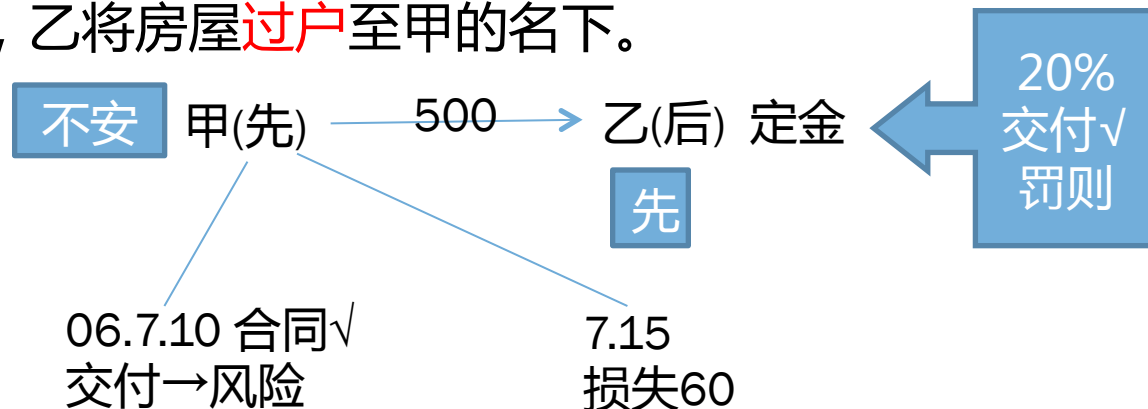 ，乙将房屋过户至甲的名下。
不安 甲(先) 500 乙(后) 定金
20%
交付√
罚则
先
06.7.10 合同√
交付→风险
7.15
损失60